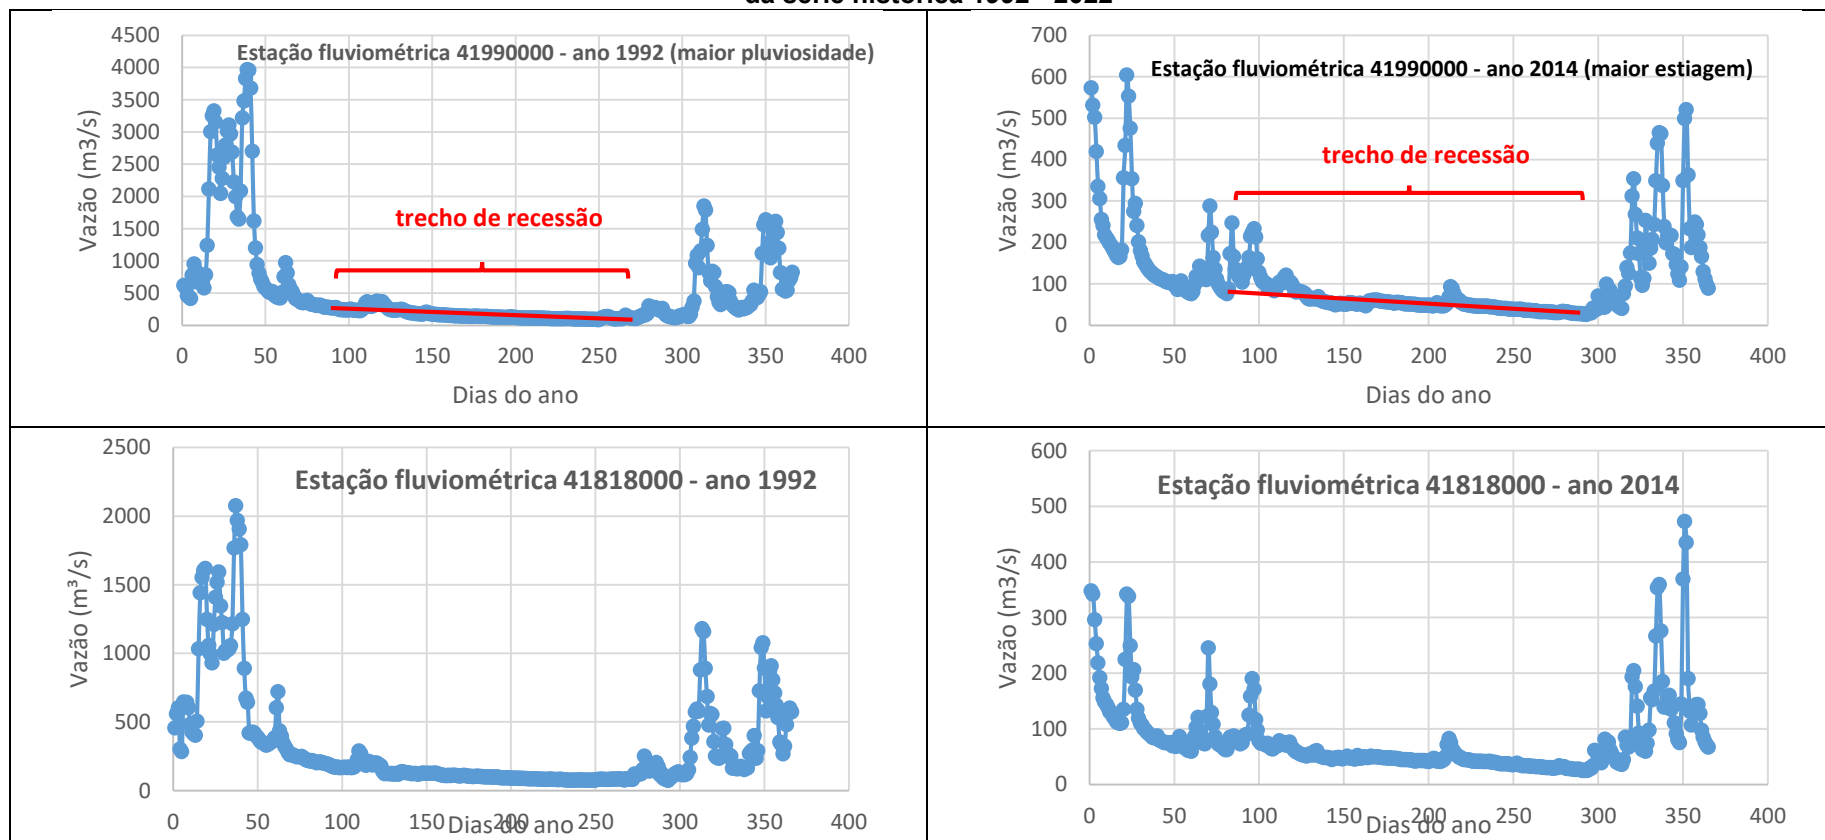 da série histórica 1992 - 2022
Estação fluviométrica 41990000 - ano 1992 (maior pluviosidade)
Vazão (m3/s)
4500
4000
3500
3000
2500
2000
1500
1000
500
0
trecho de recessão
0 50 100 150 200 250 300 350 400
Dias do ano
Estação fluviométrica 41990000 - ano 2014 (maior estiagem)
Vazão (m3/s)
700
600
500
400
300
200
100
0
trecho de recessão
0 50 100 150 200 250 300 350 400
Dias do ano
Estação fluviométrica 41818000 - ano 1992
Vazão (m³/s)
2500
2000
1500
1000
500
0
0 50 100 150 200 250 300 350 400
Dias do ano
Estação fluviométrica 41818000 - ano 2014
Vazão (m3/s)
600
500
400
300
200
100
0
0 50 100 150 200 250 300 350 400
Dias do ano